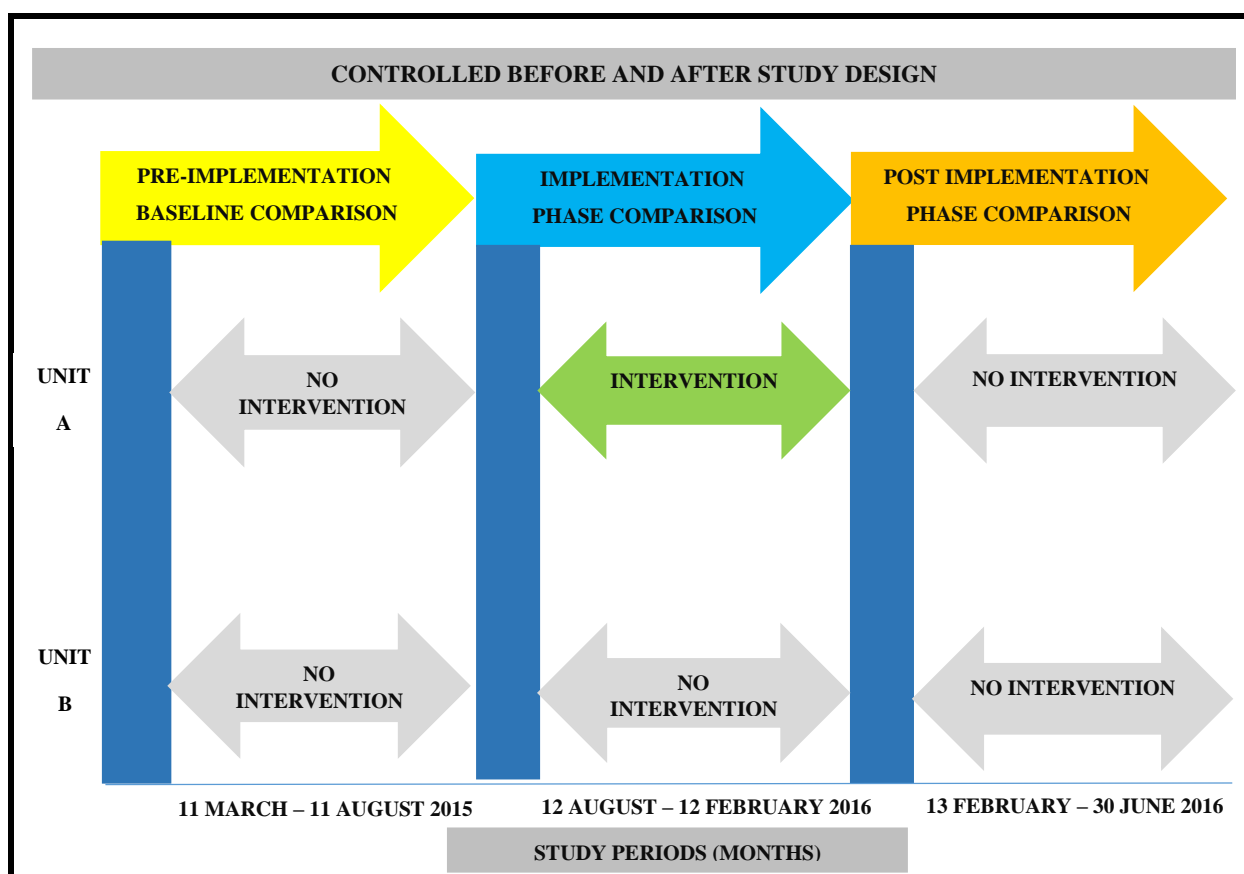 CONTROLLED BEFORE AND AFTER STUDY DESIGN
PRE-IMPLEMENTATION
BASELINE COMPARISON
IMPLEMENTATION
PHASE COMPARISON
POST IMPLEMENTATION
PHASE COMPARISON
UNIT
A
NO
INTERVENTION
INTERVENTION
NO INTERVENTION
UNIT
B
NO
INTERVENTION
NO
INTERVENTION
NO INTERVENTION
11 MARCH – 11 AUGUST 2015
12 AUGUST – 12 FEBRUARY 2016
13 FEBRUARY – 30 JUNE 2016
STUDY PERIODS (MONTHS)